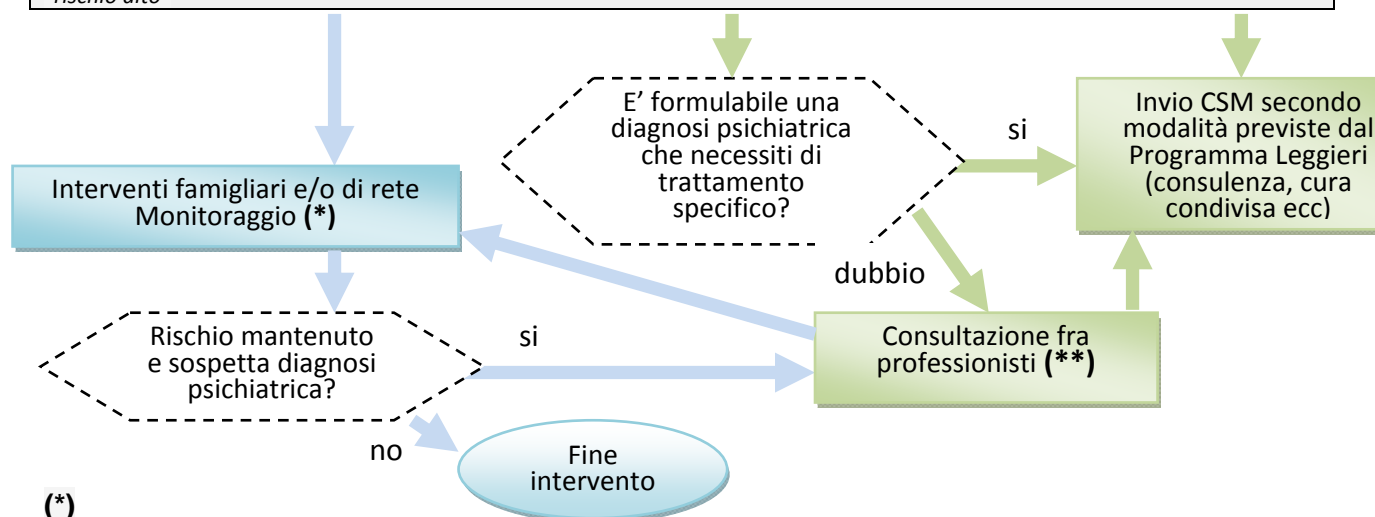 rischio alto
E’ formulabile una
diagnosi psichiatrica
che necessiti di
trattamento
specifico?
si
Invio CSM secondo
modalità previste dal
Programma Leggieri
(consulenza, cura
condivisa ecc)
Interventi famigliari e/o di rete
Monitoraggio (*)
dubbio
Rischio mantenuto
e sospetta diagnosi
psichiatrica?
si
Consultazione fra
professionisti (**)
no
Fine
intervento
(*)